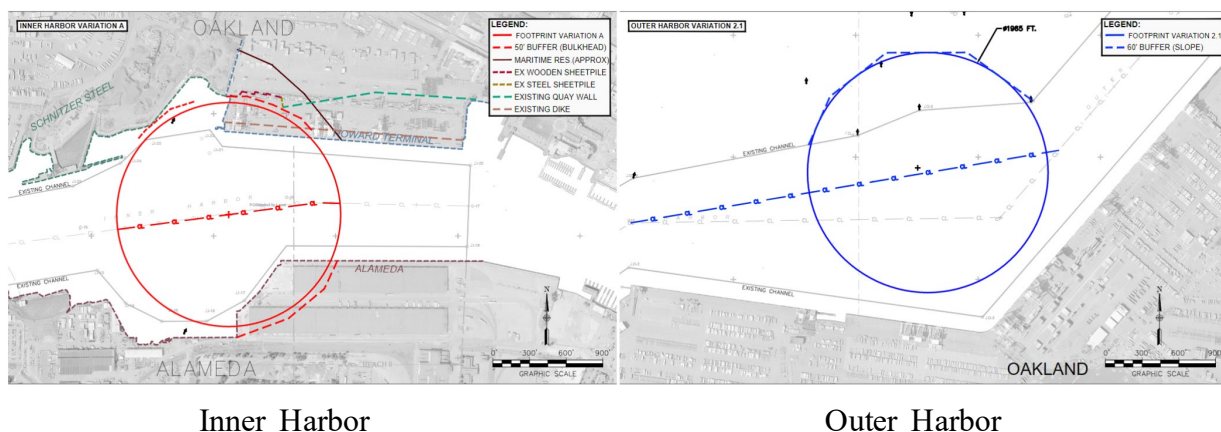 INNER HARBOR VARIATION A
OAKLAND
LEGEND:
FOOTPRINT VARIATION A
50' BUFFER (BULKHEAD)
MARITIME RES (APPROX)
EX WOODEN SHEETPILE
EX STEEL SHEETPILE
EXISTING QUAY WALL
EXISTING DIKE
SCHNITZER STEEL
HOWARD TERMINAL
EXISTING CHANNEL
INNER HARBOR
EXISTING CHANNEL
ALAMEDA
ALAMEDA
N
0' 300' 600' 900'
GRAPHIC SCALE
OUTER HARBOR VARIATION 2.1
LEGEND:
FOOTPRINT VARIATION 2.1
60' BUFFER (SLOPE)
Ø1965 FT.
EXISTING CHANNEL
EXISTING CHANNEL
N
0' 300' 600' 900'
GRAPHIC SCALE
OAKLAND
Inner Harbor
Outer Harbor